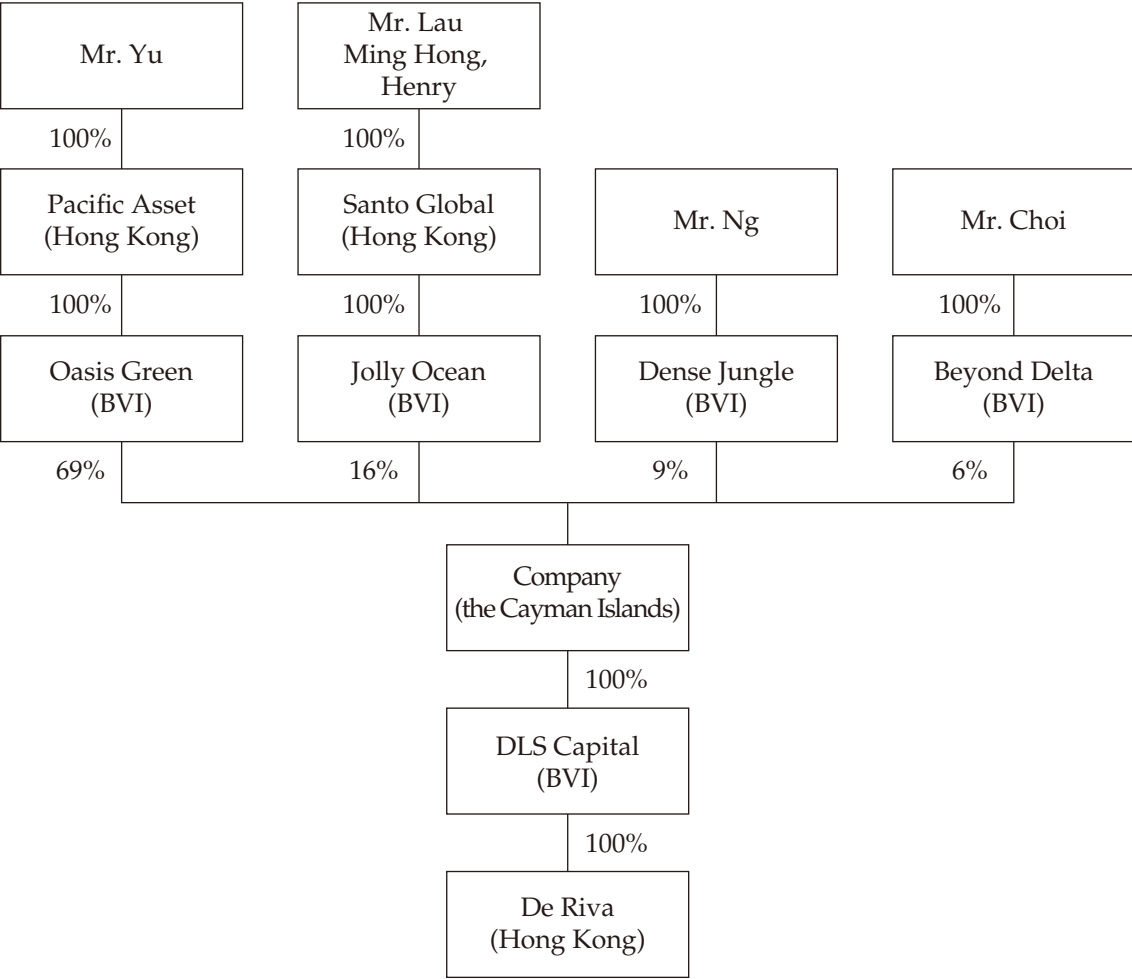 Mr. Yu
Mr. Lau
Ming Hong,
Henry
100%
100%
Pacific Asset
(Hong Kong)
Santo Global
(Hong Kong)
Mr. Ng
Mr. Choi
100%
100%
100%
100%
Oasis Green
(BVI)
Jolly Ocean
(BVI)
Dense Jungle
(BVI)
Beyond Delta
(BVI)
69%
16%
9%
6%
Company
(the Cayman Islands)
100%
DLS Capital
(BVI)
100%
De Riva
(Hong Kong)